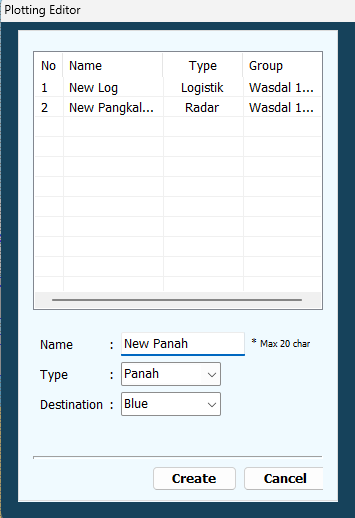 Plotting Editor
No Name Type Group
1 New Log Logistik Wasdal 1...
2 New Pangkal... Radar Wasdal 1...
Name : New Panah * Max 20 char
Type : Panah
Destination : Blue
Create Cancel